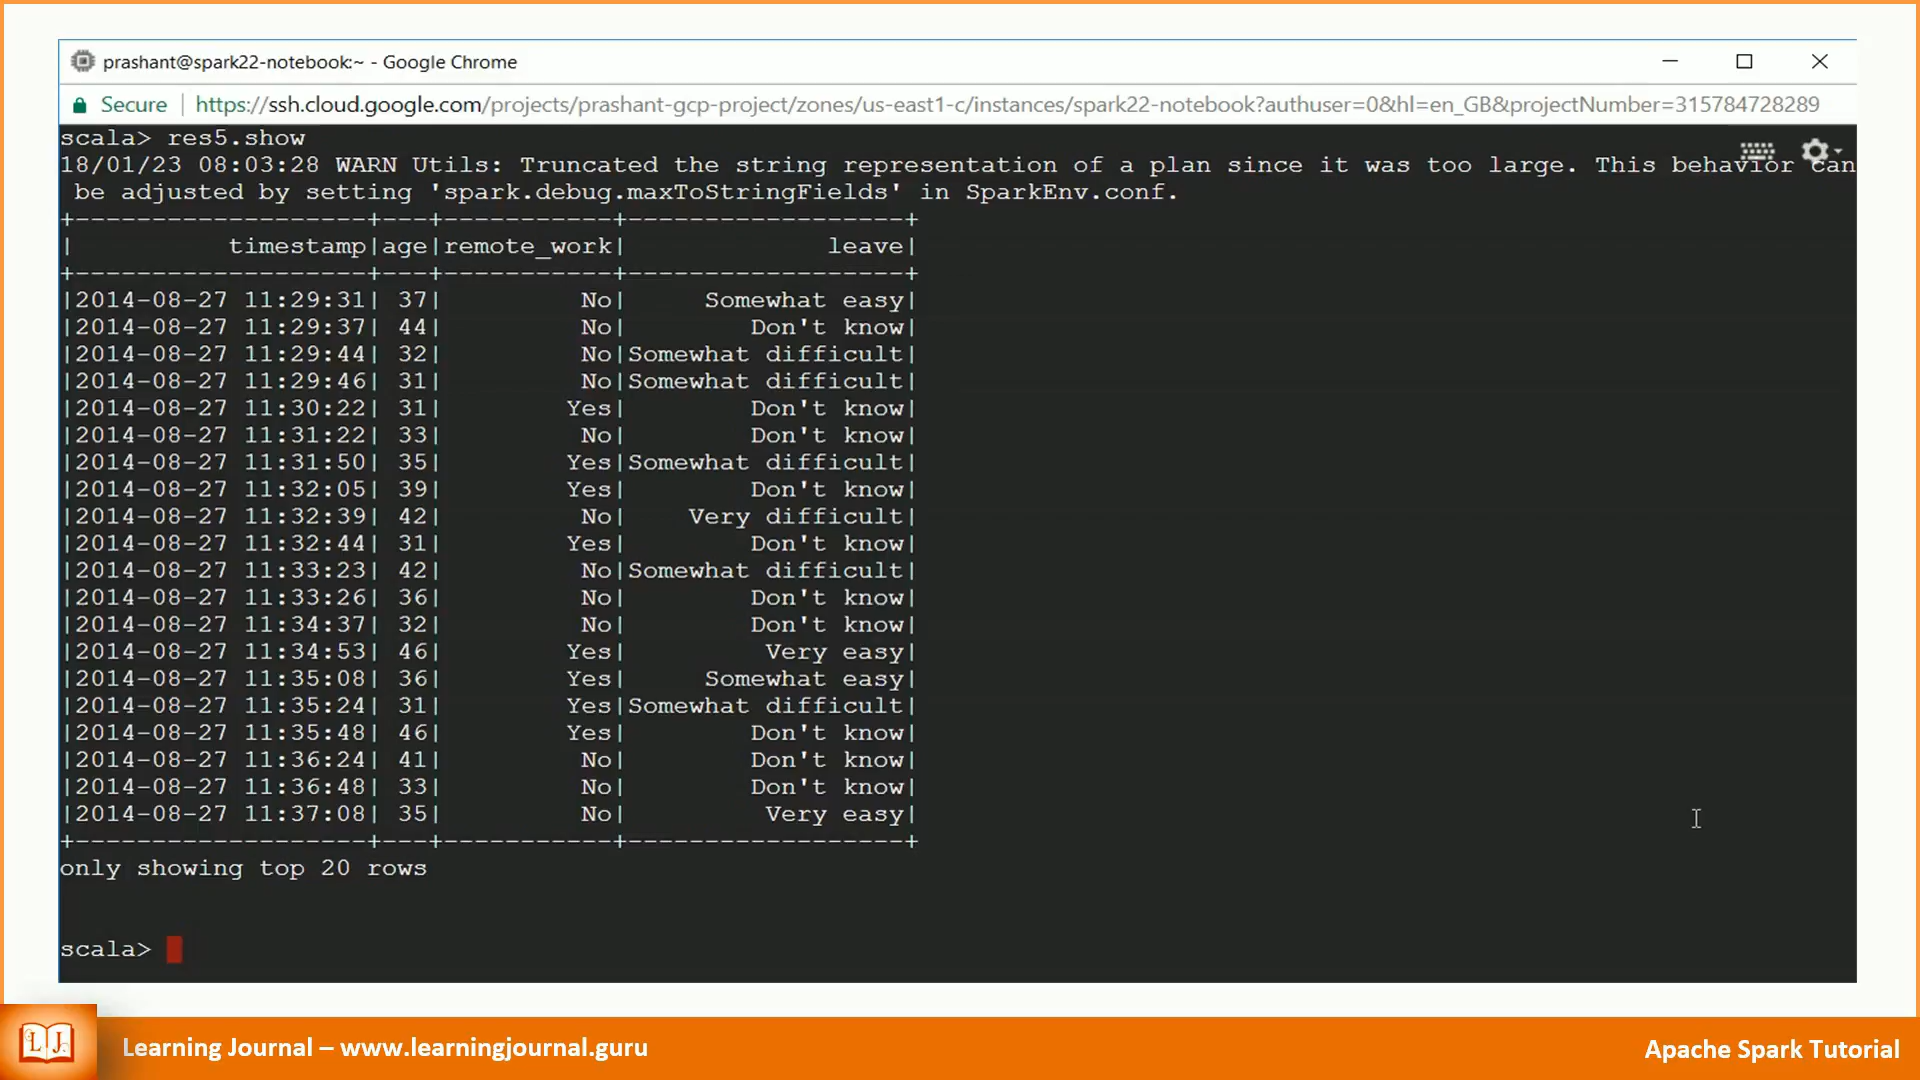 prashant@spark22-notebook:~ - Google Chrome
Secure | https://ssh.cloud.google.com/projects/prashant-gcp-project/zones/us-east1-c/instances/spark22-notebook?authuser=0&hl=en_GB&projectNumber=315784728289
scala> res5.show
18/01/23 08:03:28 WARN Utils: Truncated the string representation of a plan since it was too large. This behavior can
 be adjusted by setting 'spark.debug.maxToStringFields' in SparkEnv.conf.
+-------------------+---+-----------+------------------+
|          timestamp|age|remote_work|             leave|
+-------------------+---+-----------+------------------+
|2014-08-27 11:29:31| 37|         No|     Somewhat easy|
|2014-08-27 11:29:37| 44|         No|        Don't know|
|2014-08-27 11:29:44| 32|         No|Somewhat difficult|
|2014-08-27 11:29:46| 31|         No|Somewhat difficult|
|2014-08-27 11:30:22| 31|        Yes|        Don't know|
|2014-08-27 11:31:22| 33|         No|        Don't know|
|2014-08-27 11:31:50| 35|        Yes|Somewhat difficult|
|2014-08-27 11:32:05| 39|        Yes|        Don't know|
|2014-08-27 11:32:39| 42|         No|    Very difficult|
|2014-08-27 11:32:44| 31|        Yes|        Don't know|
|2014-08-27 11:33:23| 42|         No|Somewhat difficult|
|2014-08-27 11:33:26| 36|         No|        Don't know|
|2014-08-27 11:34:37| 32|         No|        Don't know|
|2014-08-27 11:34:53| 46|        Yes|         Very easy|
|2014-08-27 11:35:08| 36|        Yes|     Somewhat easy|
|2014-08-27 11:35:24| 31|        Yes|Somewhat difficult|
|2014-08-27 11:35:48| 46|        Yes|        Don't know|
|2014-08-27 11:36:24| 41|         No|        Don't know|
|2014-08-27 11:36:48| 33|         No|        Don't know|
|2014-08-27 11:37:08| 35|         No|         Very easy|
+-------------------+---+-----------+------------------+
only showing top 20 rows
scala>
LJ
Learning Journal – www.learningjournal.guru
Apache Spark Tutorial